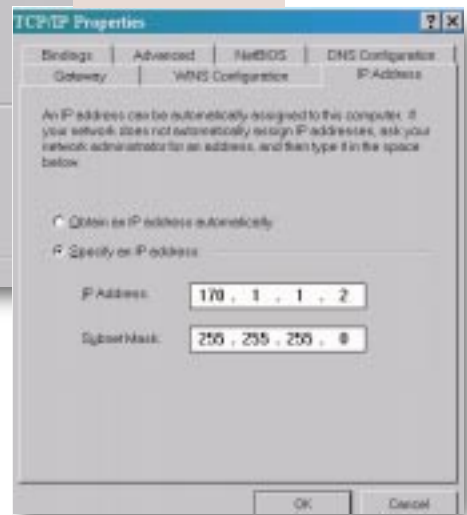 TCP/IP Properties
Bindings Advanced NetBIOS DNS Configuration
Gateway WINS Configuration IP Address
An IP address can be automatically assigned to this computer. If
your network does not automatically assign IP addresses, ask your
network administrator for an address, and then type it in the space
below.
Obtain an IP address automatically
Specify an IP address:
IP Address: 170 . 1 . 1 . 2
Subnet Mask: 255 . 255 . 255 . 0
OK Cancel